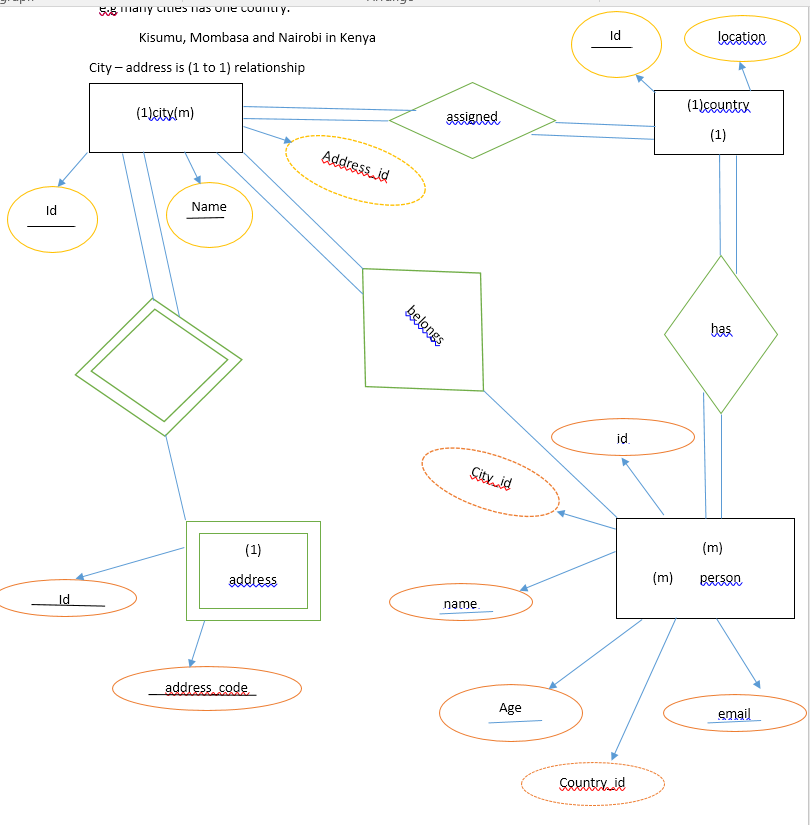 e.g many cities has one country.
Kisumu, Mombasa and Nairobi in Kenya
City – address is (1 to 1) relationship
Id
location
(1)city(m)
assigned
(1)country
(1)
Address_id
Id
Name
belongs
has
id
City_id
(1)
address
(m)
(m) person
Id
name
address_code
Age
email
Country_id